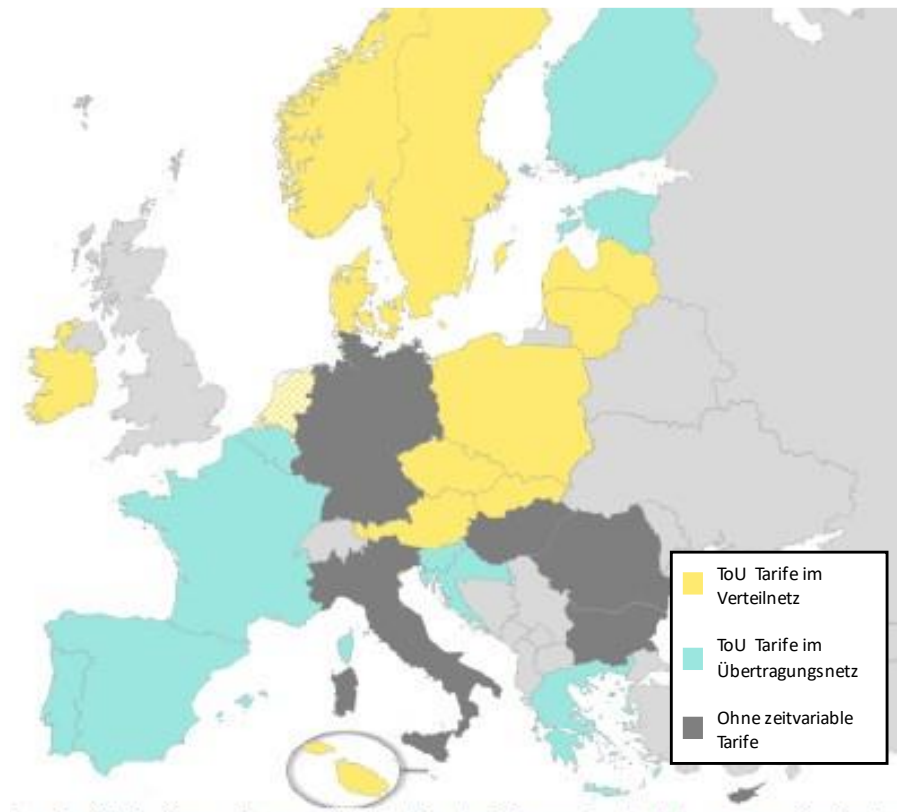 ToU Tarife im
Verteilnetz
ToU Tarife im
Übertragungsnetz
Ohne zeitvariable
Tarife